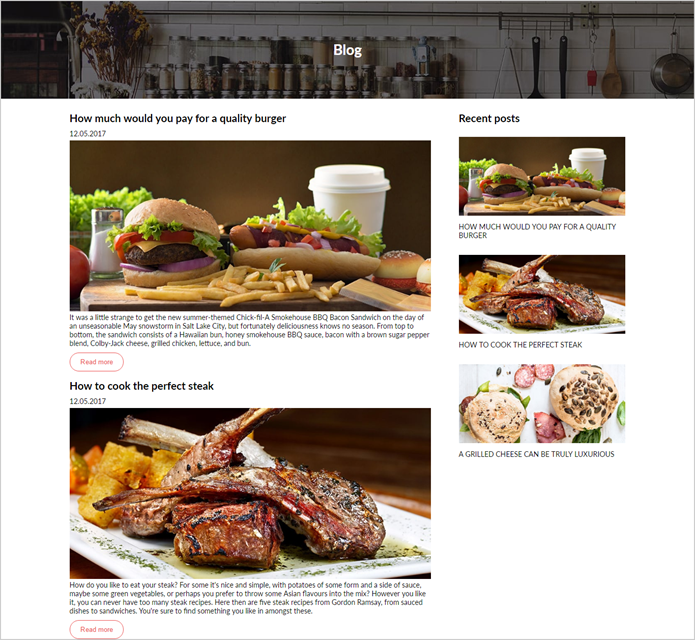 Blog
How much would you pay for a quality burger
12.05.2017
It was a little strange to get the new summer-themed Chick-fil-A Smokehouse BBQ Bacon Sandwich on the day of
an unseasonable May snowstorm in Salt Lake City, but fortunately deliciousness knows no season. From top to
bottom, the sandwich consists of a Hawaiian bun, honey smokehouse BBQ sauce, bacon with a brown sugar pepper
blend, Colby-Jack cheese, grilled chicken, lettuce, and bun.
Read more
How to cook the perfect steak
12.05.2017
How do you like to eat your steak? For some it's nice and simple, with potatoes of some form and a side of sauce,
maybe some green vegetables, or perhaps you prefer to throw some Asian flavours into the mix? However you like
it, you can never have too many steak recipes. Here then are five steak recipes from Gordon Ramsay, from sauced
dishes to sandwiches. You're sure to find something you like in amongst these.
Read more
Recent posts
HOW MUCH WOULD YOU PAY FOR A QUALITY
BURGER
HOW TO COOK THE PERFECT STEAK
A GRILLED CHEESE CAN BE TRULY LUXURIOUS